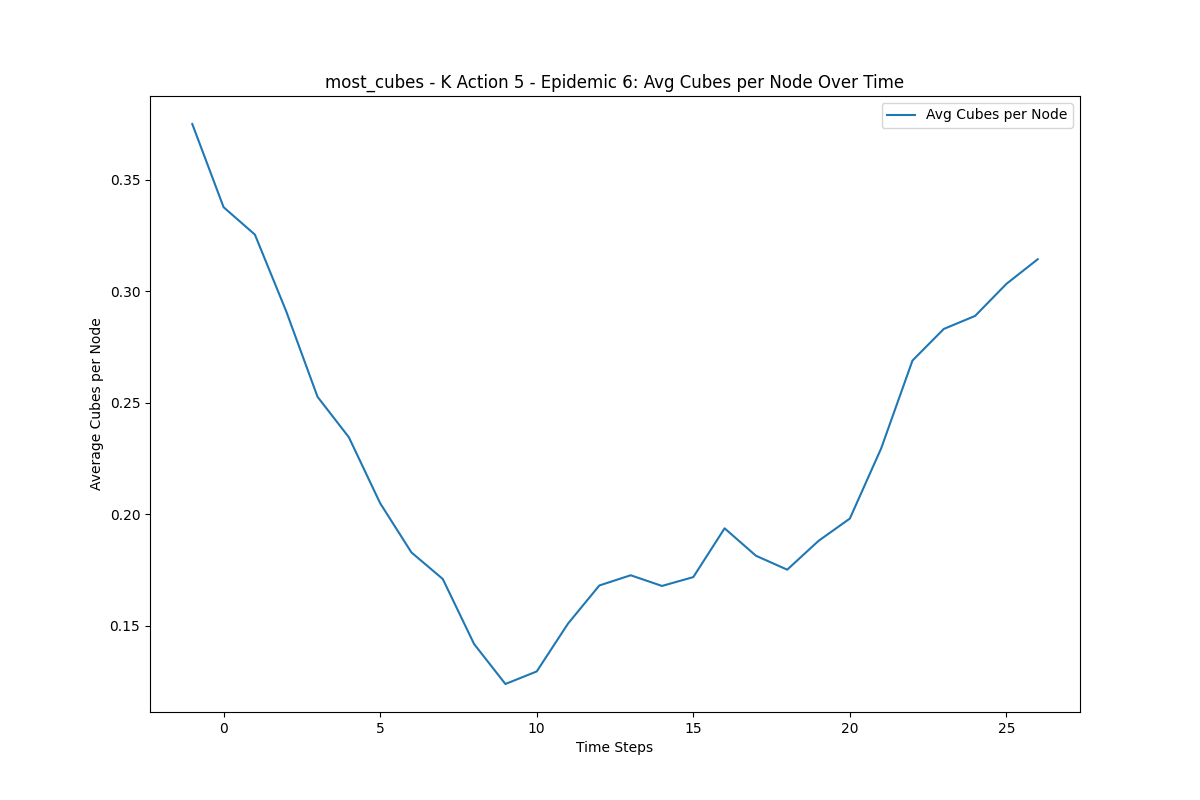 most_cubes - K Action 5 - Epidemic 6: Avg Cubes per Node Over Time
Avg Cubes per Node
Average Cubes per Node
0.35
0.30
0.25
0.20
0.15
0
5
10
15
20
25
Time Steps